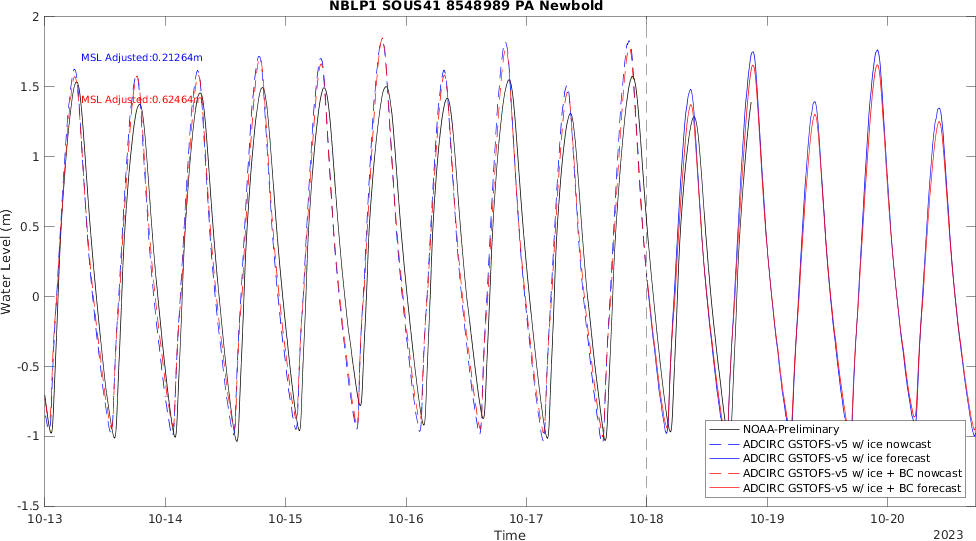 NBLP1 SOUS41 8548989 PA Newbold
MSL Adjusted:0.21264m
MSL Adjusted:0.62464m
Water Level (m)
2
1.5
1
0.5
0
-0.5
-1
-1.5
10-13 10-14 10-15 10-16 10-17 10-18 10-19 10-20
Time
2023
NOAA-Preliminary
ADCIRC GSTOFS-v5 w/ ice nowcast
ADCIRC GSTOFS-v5 w/ ice forecast
ADCIRC GSTOFS-v5 w/ ice + BC nowcast
ADCIRC GSTOFS-v5 w/ ice + BC forecast